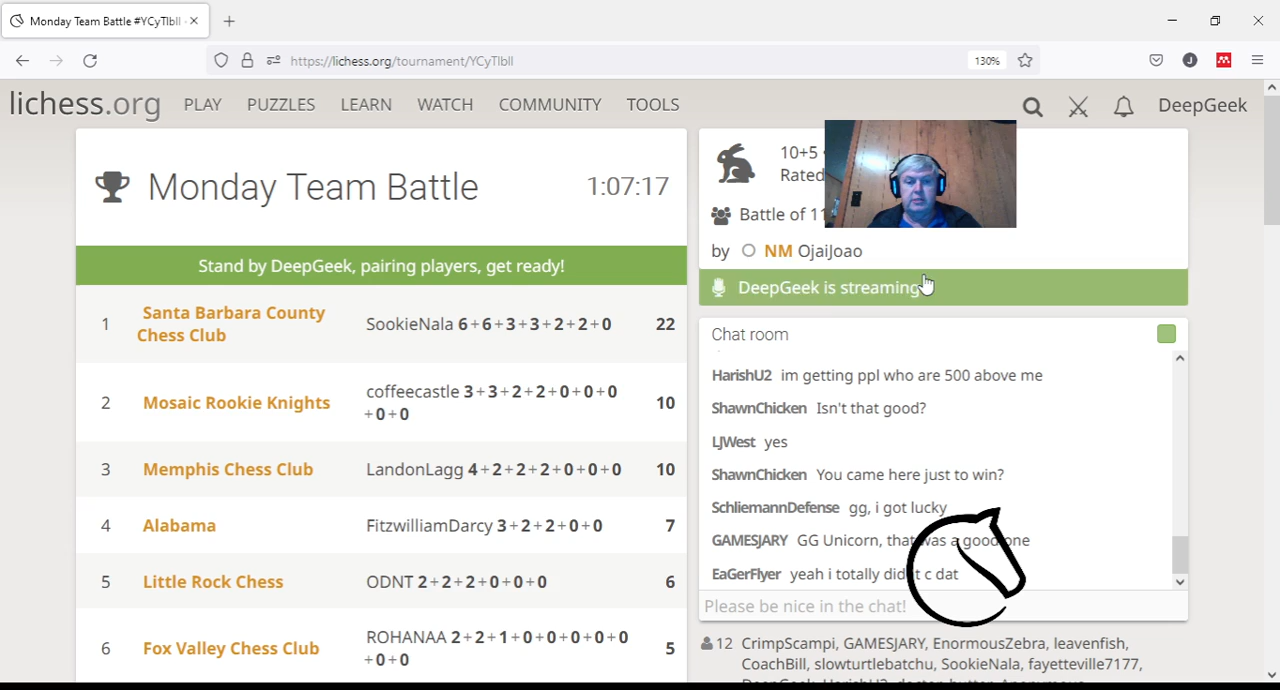 Monday Team Battle #YCyTlbll
https://lichess.org/tournament/YCyTlbll
130%
J
lichess.org PLAY PUZZLES LEARN WATCH COMMUNITY TOOLS DeepGeek
Monday Team Battle 1:07:17
Stand by DeepGeek, pairing players, get ready!
1 Santa Barbara County Chess Club SookieNala 6+6+3+3+2+2+0 22
2 Mosaic Rookie Knights coffeecastle 3+3+2+2+0+0+0
+0+0 10
3 Memphis Chess Club LandonLagg 4+2+2+2+0+0+0 10
4 Alabama FitzwilliamDarcy 3+2+2+0+0 7
5 Little Rock Chess ODNT 2+2+2+0+0+0 6
6 Fox Valley Chess Club ROHANAA 2+2+1+0+0+0+0+0
+0+0 5
10+5 •
Rated
Battle of 11
by NM OjaiJoao
DeepGeek is streaming
Chat room
HarishU2 im getting ppl who are 500 above me
ShawnChicken Isn't that good?
LJWest yes
ShawnChicken You came here just to win?
SchliemannDefense gg, i got lucky
GAMESJARY GG Unicorn, that was a good one
EaGerFlyer yeah i totally didnt c dat
Please be nice in the chat!
12 CrimpScampi, GAMESJARY, EnormousZebra, leavenfish,
CoachBill, slowturtlebatchu, SookieNala, fayetteville7177,